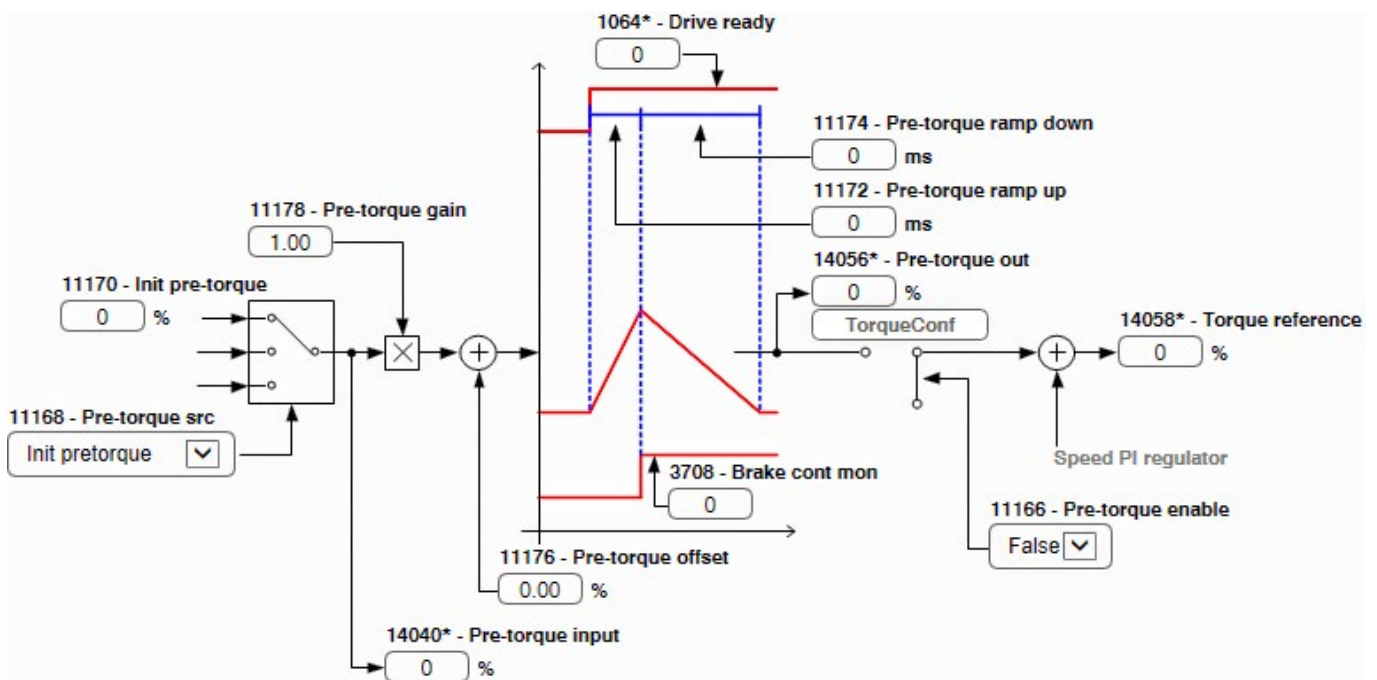 1064* - Drive ready
0
11174 - Pre-torque ramp down
0 ms
11172 - Pre-torque ramp up
0 ms
11178 - Pre-torque gain
1.00
14056* - Pre-torque out
0 %
TorqueConf
11170 - Init pre-torque
0 %
14058* - Torque reference
0 %
11168 - Pre-torque src
Init pretorque
Speed PI regulator
3708 - Brake cont mon
0
11166 - Pre-torque enable
False
11176 - Pre-torque offset
0.00 %
14040* - Pre-torque input
0 %